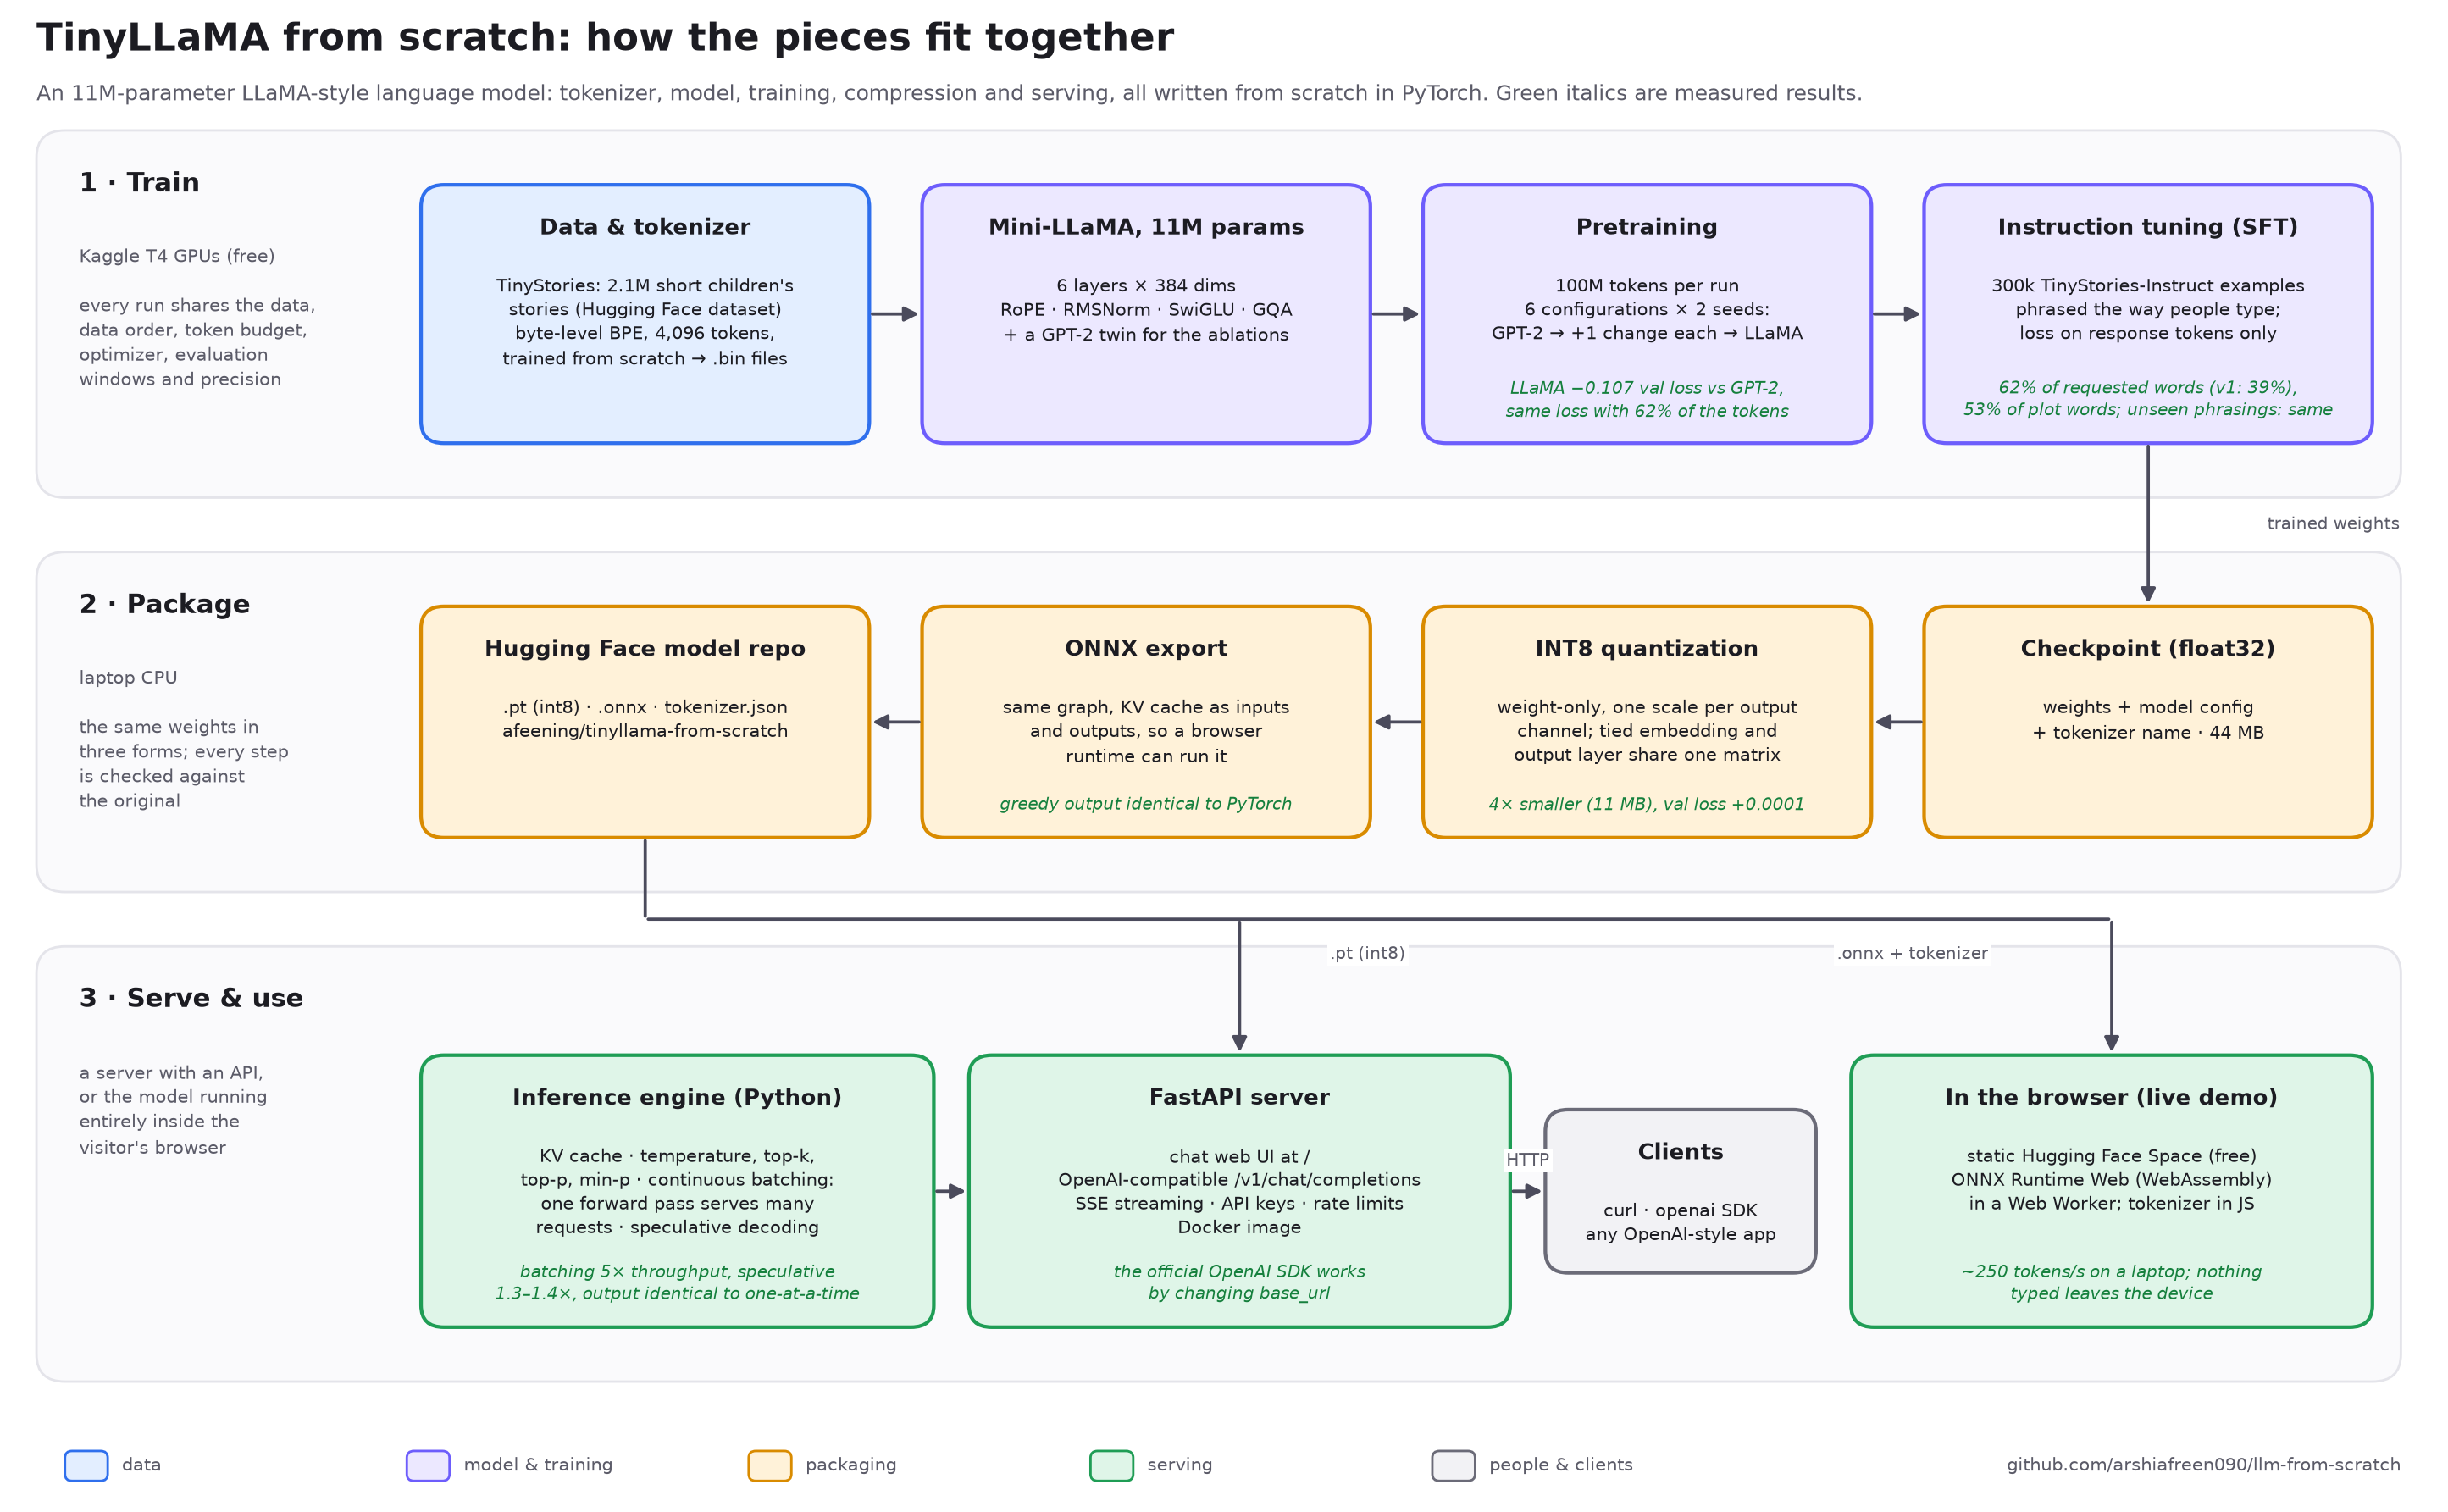 TinyLLaMA from scratch: how the pieces fit together
An 11M-parameter LLaMA-style language model: tokenizer, model, training, compression and serving, all written from scratch in PyTorch. Green italics are measured results.
1 · Train
Kaggle T4 GPUs (free)
every run shares the data,
data order, token budget,
optimizer, evaluation
windows and precision
Data & tokenizer
TinyStories: 2.1M short children's
stories (Hugging Face dataset)
byte-level BPE, 4,096 tokens,
trained from scratch → .bin files
Mini-LLaMA, 11M params
6 layers × 384 dims
RoPE · RMSNorm · SwiGLU · GQA
+ a GPT-2 twin for the ablations
Pretraining
100M tokens per run
6 configurations × 2 seeds:
GPT-2 → +1 change each → LLaMA
LLaMA −0.107 val loss vs GPT-2,
same loss with 62% of the tokens
Instruction tuning (SFT)
300k TinyStories-Instruct examples
phrased the way people type;
loss on response tokens only
62% of requested words (v1: 39%),
53% of plot words; unseen phrasings: same
trained weights
2 · Package
laptop CPU
the same weights in
three forms; every step
is checked against
the original
Hugging Face model repo
.pt (int8) · .onnx · tokenizer.json
afeening/tinyllama-from-scratch
ONNX export
same graph, KV cache as inputs
and outputs, so a browser
runtime can run it
greedy output identical to PyTorch
INT8 quantization
weight-only, one scale per output
channel; tied embedding and
output layer share one matrix
4× smaller (11 MB), val loss +0.0001
Checkpoint (float32)
weights + model config
+ tokenizer name · 44 MB
.pt (int8)
.onnx + tokenizer
3 · Serve & use
a server with an API,
or the model running
entirely inside the
visitor's browser
Inference engine (Python)
KV cache · temperature, top-k,
top-p, min-p · continuous batching:
one forward pass serves many
requests · speculative decoding
batching 5× throughput, speculative
1.3–1.4×, output identical to one-at-a-time
FastAPI server
chat web UI at /
OpenAI-compatible /v1/chat/completions
SSE streaming · API keys · rate limits
Docker image
the official OpenAI SDK works
by changing base_url
HTTP
Clients
curl · openai SDK
any OpenAI-style app
In the browser (live demo)
static Hugging Face Space (free)
ONNX Runtime Web (WebAssembly)
in a Web Worker; tokenizer in JS
~250 tokens/s on a laptop; nothing
typed leaves the device
data
model & training
packaging
serving
people & clients
github.com/arshiafreen090/llm-from-scratch